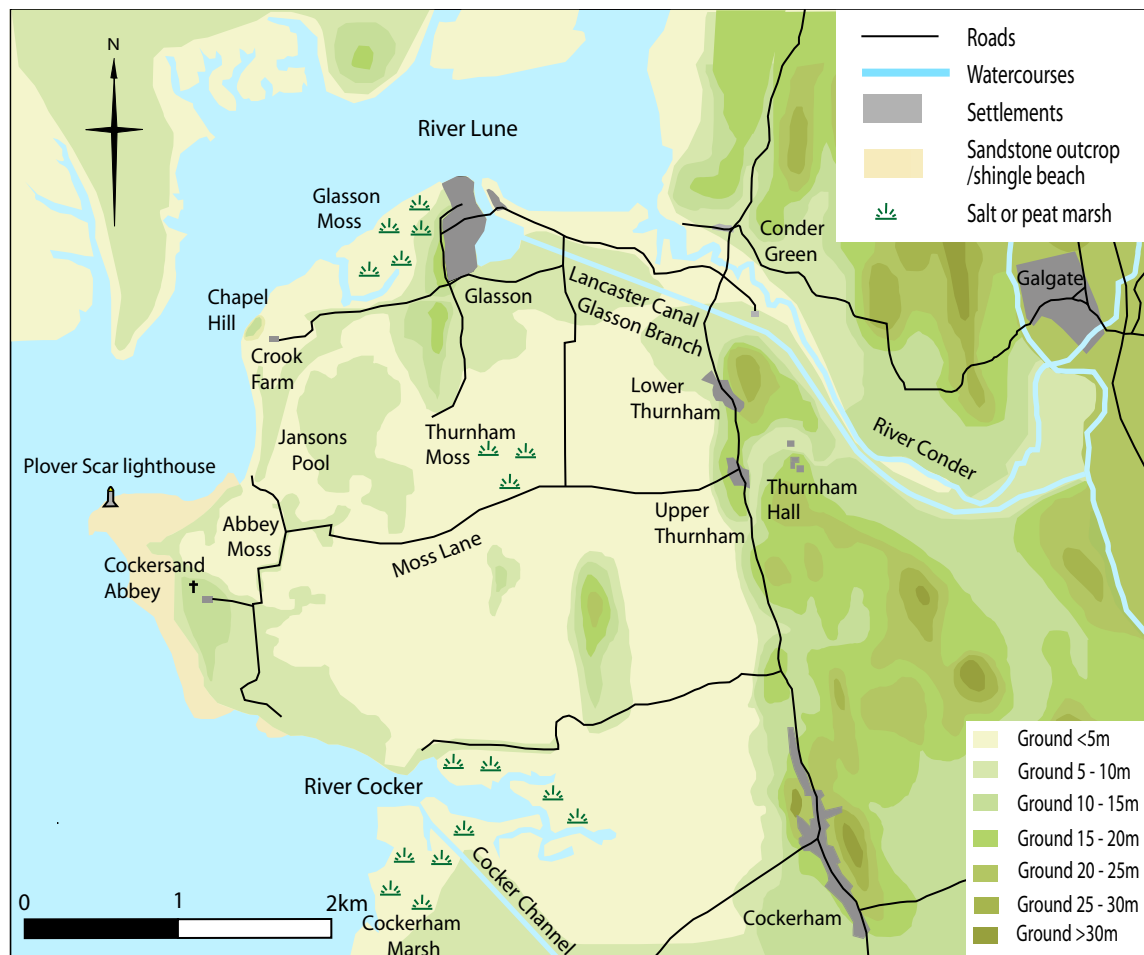 N
River Lune
Glasson
Moss
Chapel
Hill
Crook
Farm
Glasson
Lancaster Canal
Glasson Branch
Conder
Green
Galgate
Lower
Thurnham
River Conder
Jansons
Pool
Thurnham
Moss
Plover Scar lighthouse
Thurnham
Hall
Upper
Thurnham
Abbey
Moss
Moss Lane
Cockersand
Abbey
River Cocker
Cocker Channel
Cockerham
Marsh
Cockerham
0 1 2km
Roads
Watercourses
Settlements
Sandstone outcrop
/shingle beach
Salt or peat marsh
Ground <5m
Ground 5 - 10m
Ground 10 - 15m
Ground 15 - 20m
Ground 20 - 25m
Ground 25 - 30m
Ground >30m